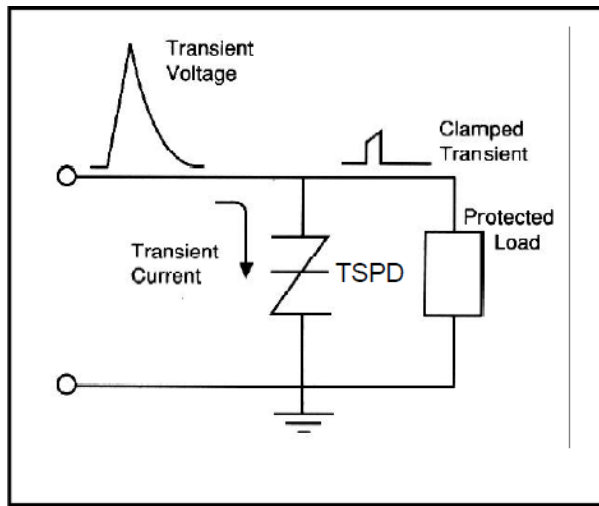 Transient
Voltage
Clamped
Transient
Protected
Load
Transient
Current
TSPD